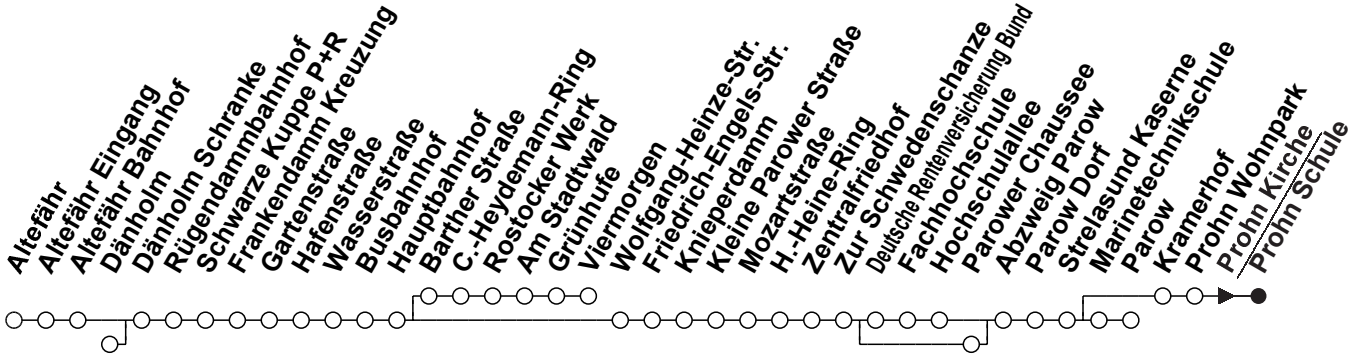 Altefähr
Altefähr Eingang
Altefähr Bahnhof
Dänholm
Dänholm Schranke
Rügendammbahnhof
Schwarze Kuppe P+R
Frankendamm Kreuzung
Gartenstraße
Hafenstraße
Wasserstraße
Busbahnhof
Hauptbahnhof
Barther Straße
C.-Heydemann-Ring
Rostocker Werk
Am Stadtwald
Grünhufe
Viermorgen
Wolfgang-Heinze-Str.
Friedrich-Engels-Str.
Knieperdamm
Kleine Parower Straße
Mozartstraße
H.-Heine-Ring
Zentralfriedhof
Zur Schwedenschanze
Deutsche Rentenversicherung Bund
Fachhochschule
Hochschulallee
Parower Chaussee
Abzweig Parow
Parow Dorf
Strelasund Kaserne
Marinetechnikschule
Parow
Kramerhof
Prohn Wohnpark
Prohn Kirche
Prohn Schule